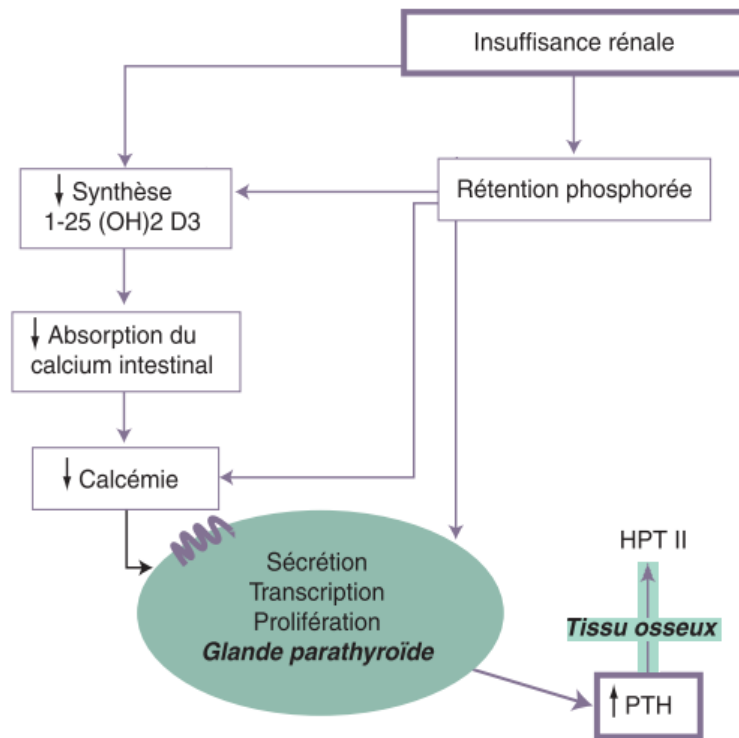 Insuffisance rénale
↓ Synthèse
1-25 (OH)2 D3
Rétention phosphorée
↓ Absorption du
calcium intestinal
↓ Calcémie
Sécrétion
Transcription
Prolifération
Glande parathyroïde
HPT II
Tissu osseux
↑ PTH